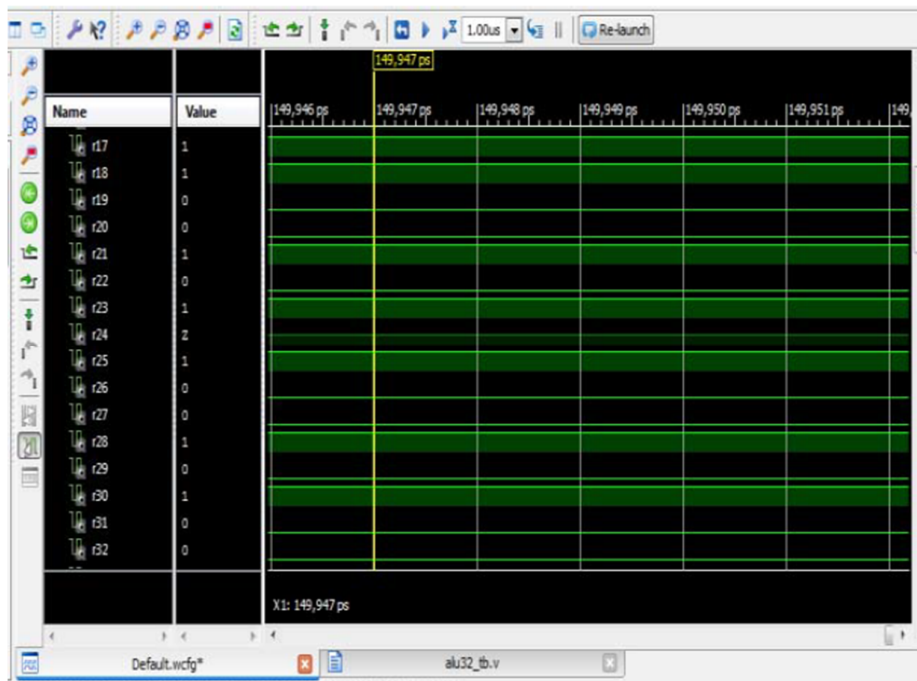 1.00us Re-launch
149,947 ps
Name Value 149,946 ps 149,947 ps 149,948 ps 149,949 ps 149,950 ps 149,951 ps 149,
r17 1
r18 1
r19 0
r20 0
r21 1
r22 0
r23 1
r24 Z
r25 1
r26 0
r27 0
r28 1
r29 0
r30 1
r31 0
r32 0
X1: 149,947 ps
Default.wcfg* alu32_tb.v